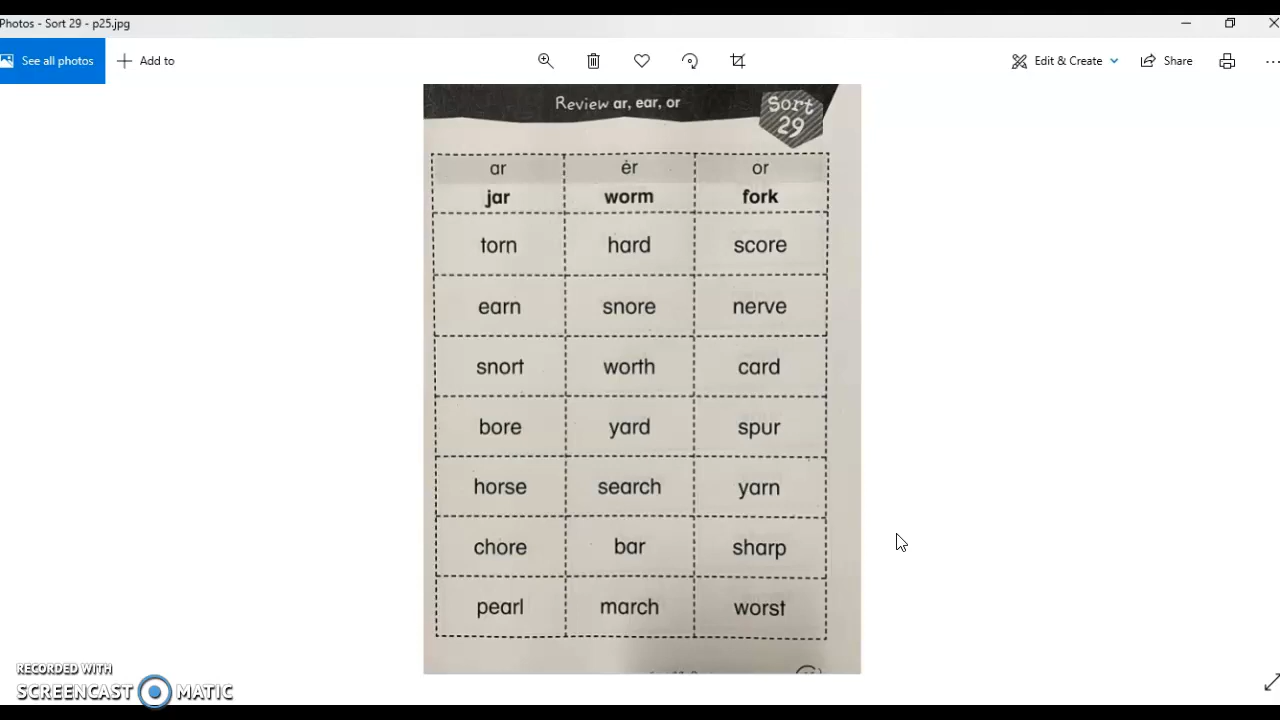 Photos - Sort 29 - p25.jpg
See all photos
Add to
Edit & Create
Share
Review ar, ear, or
Sort
29
ar ėr or
jar worm fork
torn hard score
earn snore nerve
snort worth card
bore yard spur
horse search yarn
chore bar sharp
pearl march worst
RECORDED WITH
SCREENCAST MATIC